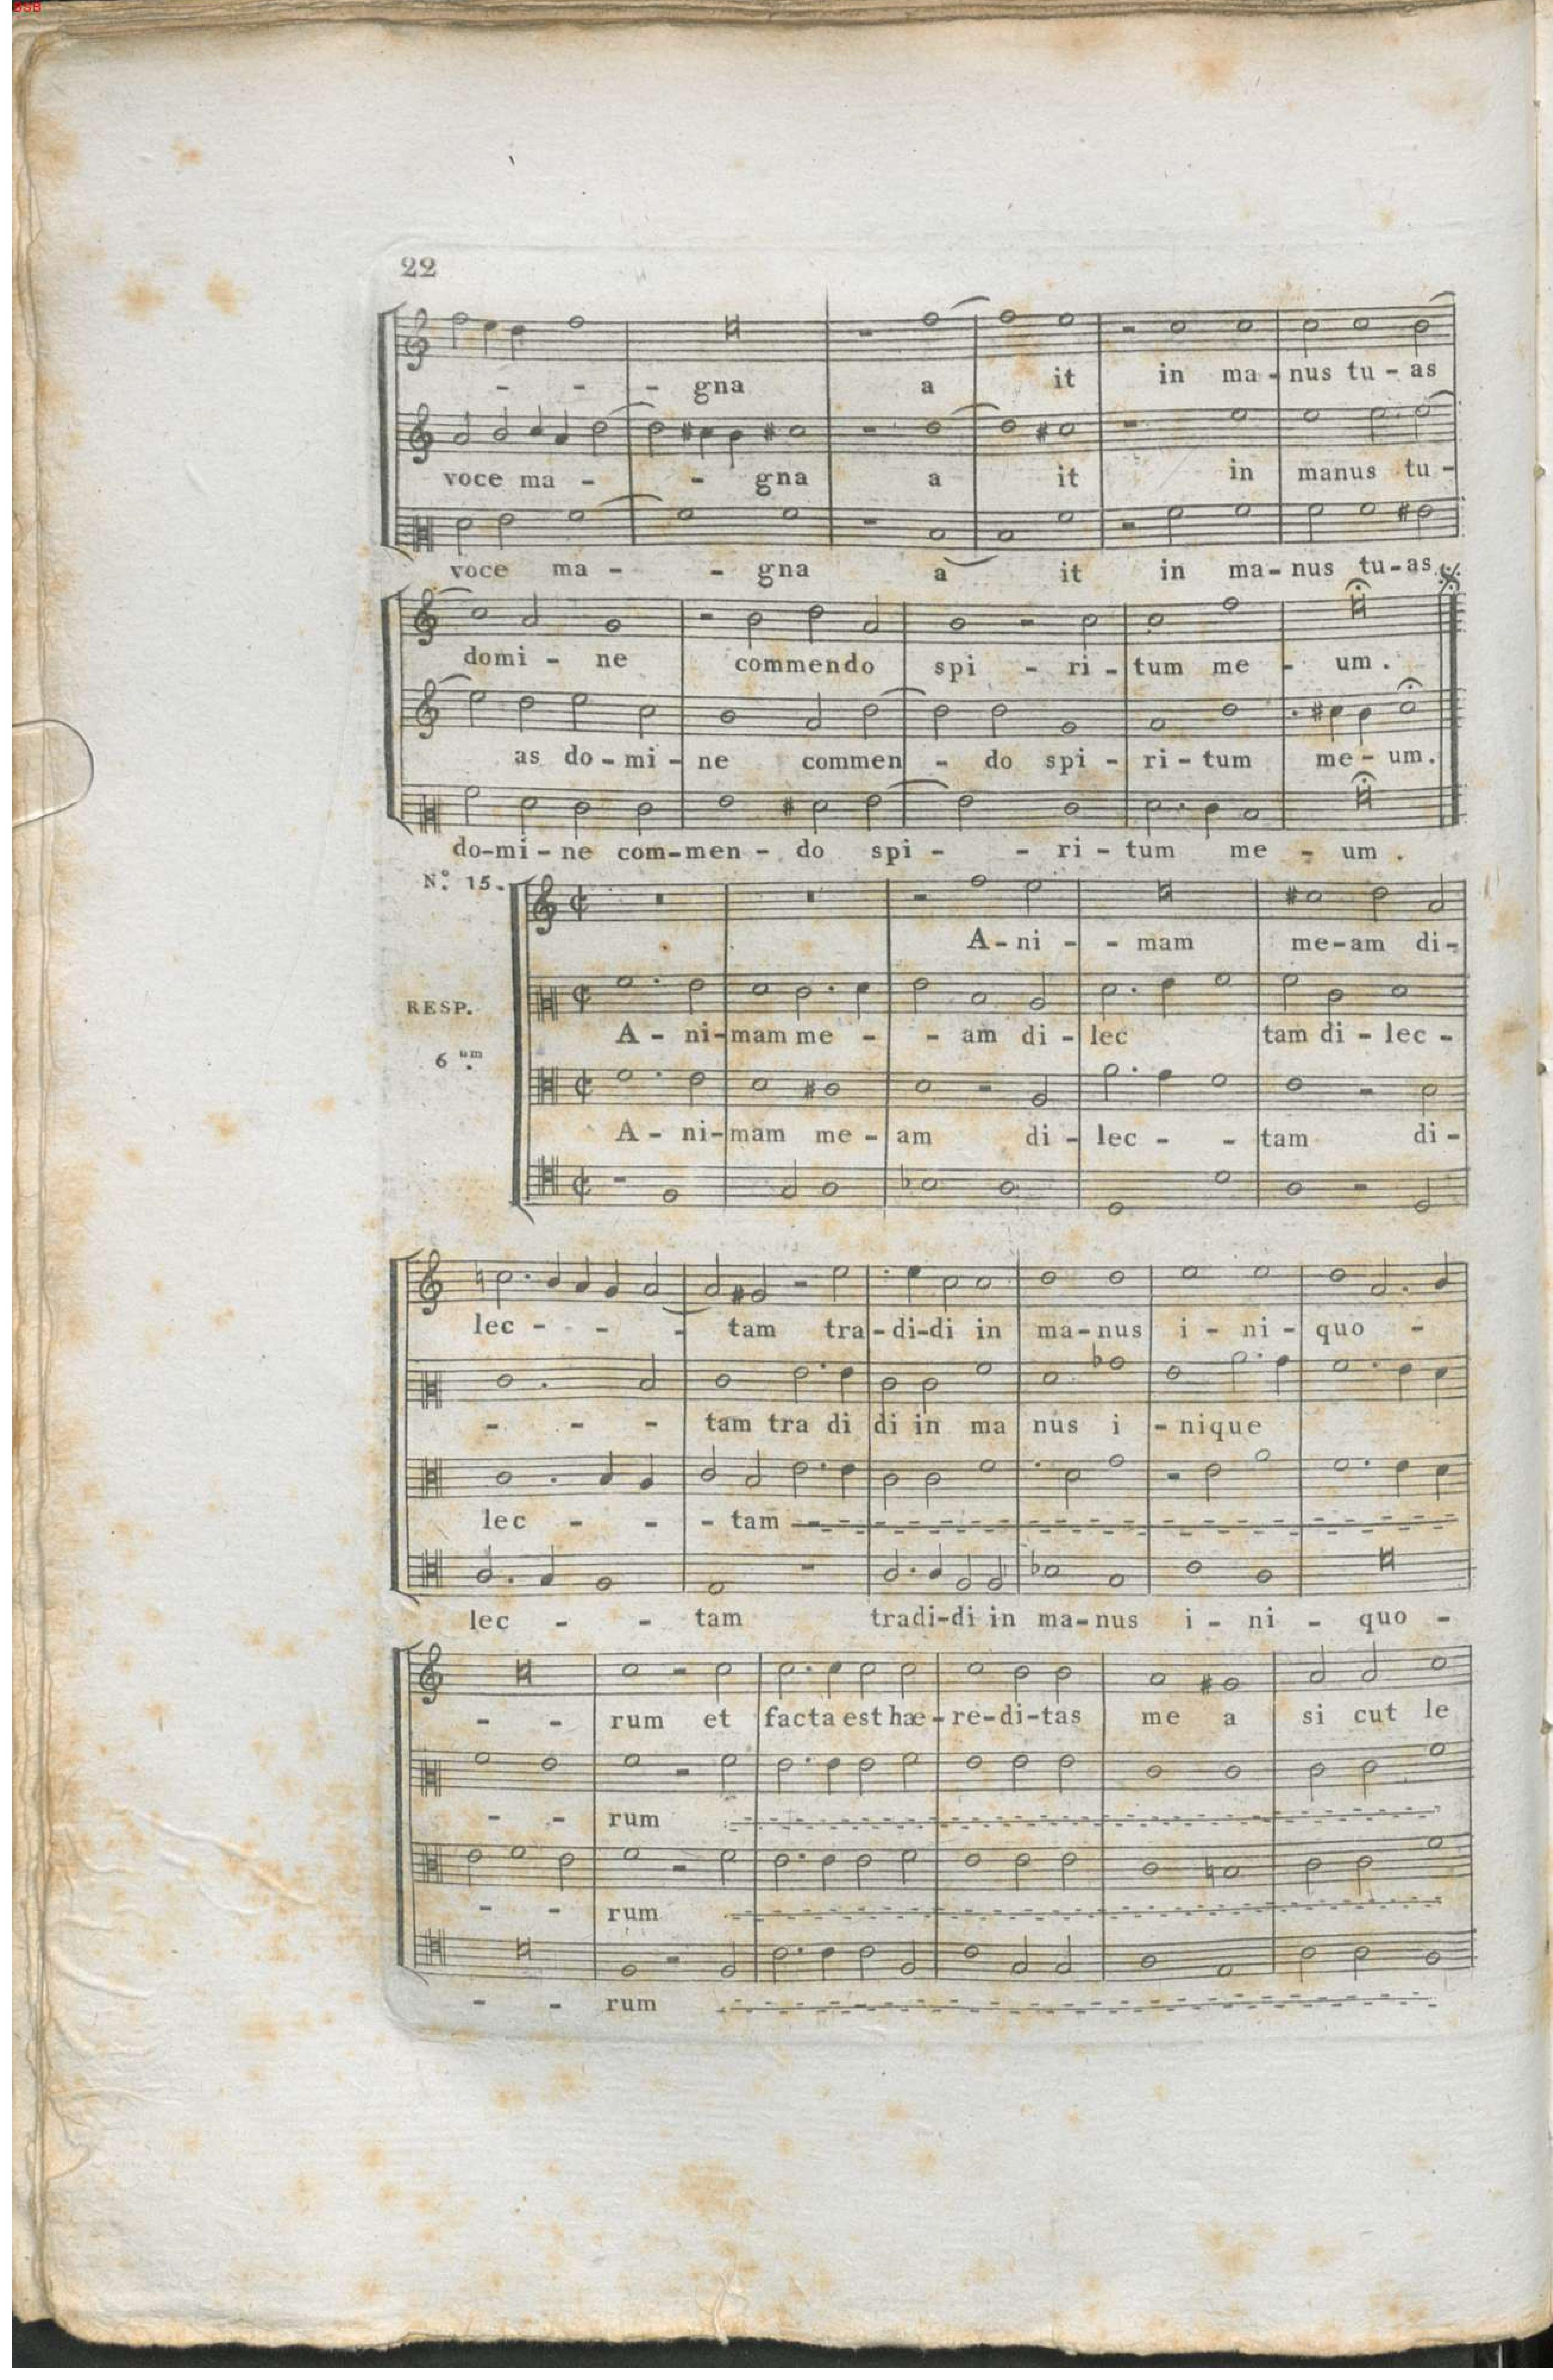 BSB
22
- - - gna a it in ma - nus tu - as
voce ma - - gna a it in manus tu -
voce ma - - gna a it in ma - nus tu - as
domi - ne commendo spi - ri - tum me - um .
as do - mi - ne commen - do spi - ri - tum me - um.
do - mi - ne com - men - do spi - - ri - tum me - um .
Nº. 15.
A - ni - - mam me - am di -
RESP.
A - ni - mam me - - am di - lec tam di - lec -
6 um.
A - ni - mam me - am di - lec - - tam di -
lec - - - tam tra - di - di in ma - nus i - ni - quo -
- - - tam tra di di in ma nus i - nique
lec - - - tam
lec - - tam tradi - di in ma - nus i - ni - quo -
- - rum et facta est hæ - re - di - tas me a si cut le
- - rum
- - rum
- - rum